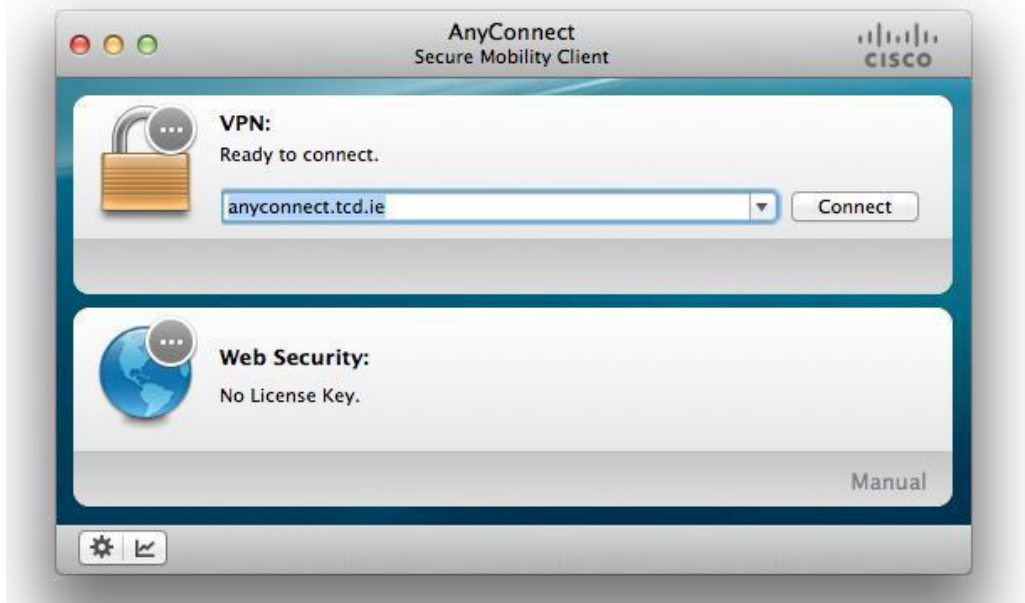 AnyConnect
Secure Mobility Client
CISCO
VPN:
Ready to connect.
anyconnect.tcd.ie
Connect
Web Security:
No License Key.
Manual